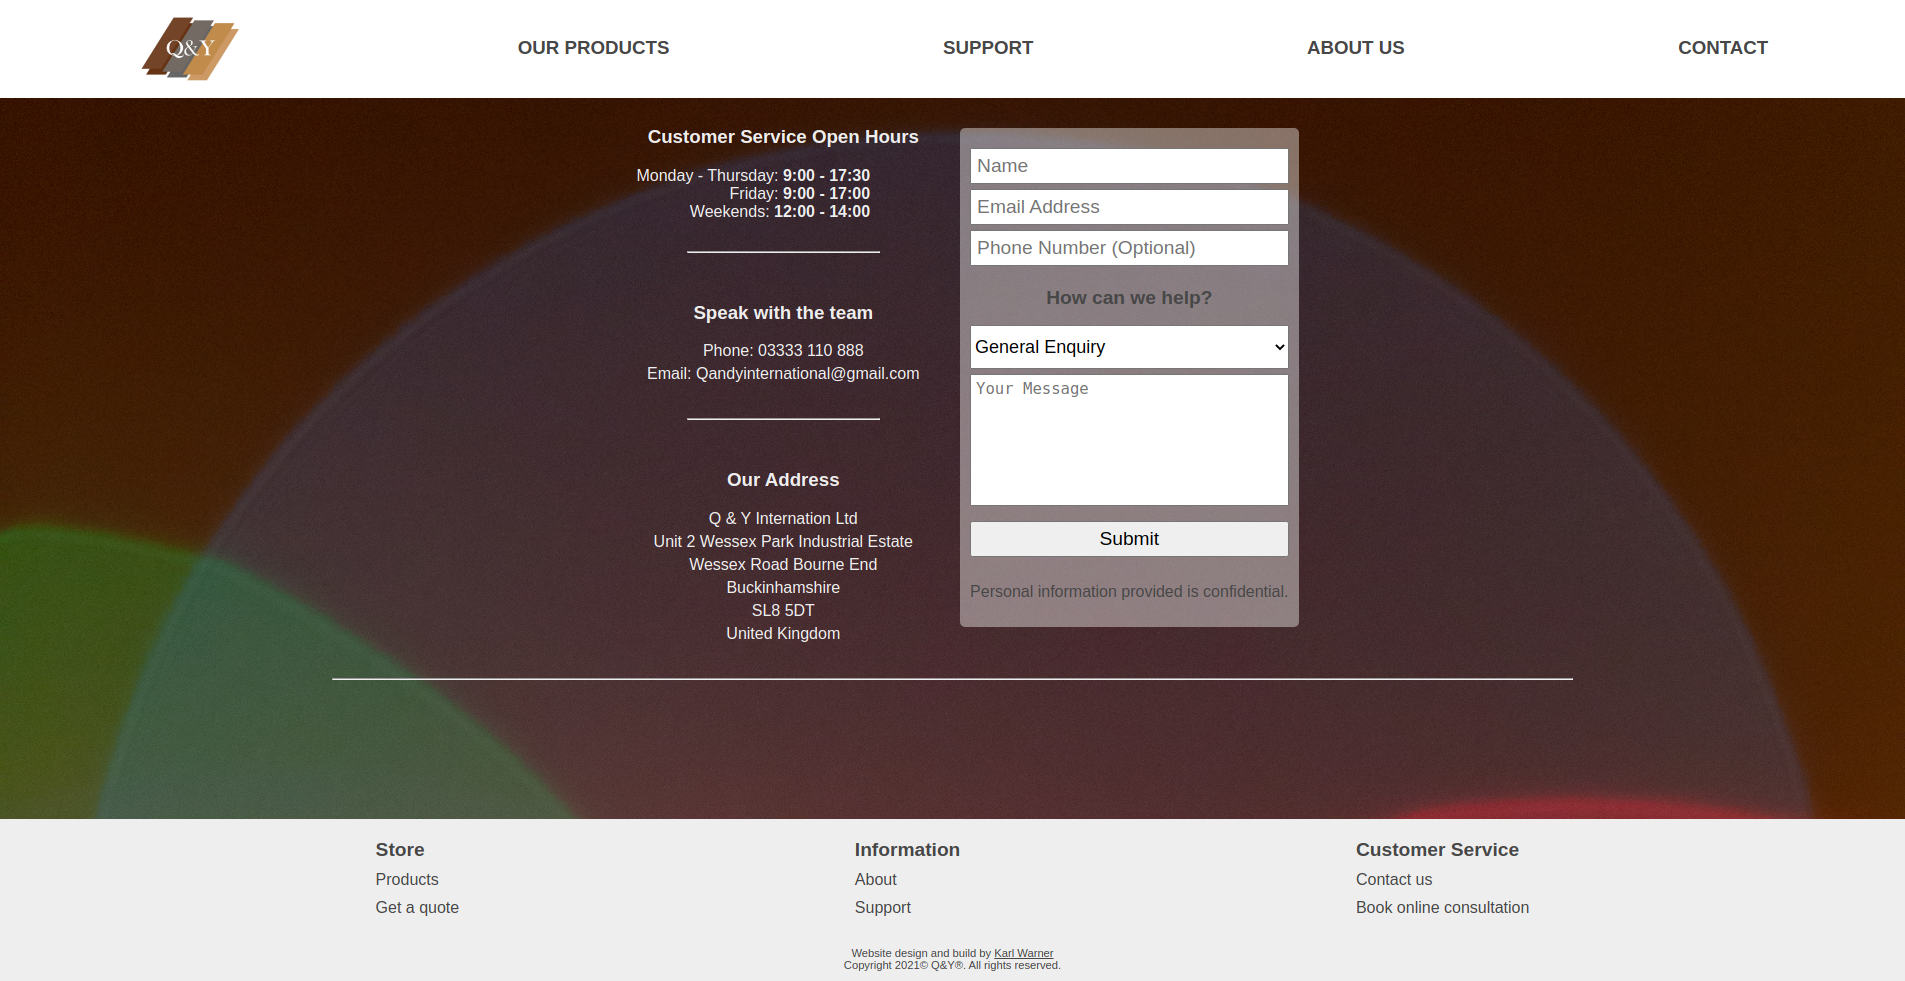 Q&Y
OUR PRODUCTS
SUPPORT
ABOUT US
CONTACT
Customer Service Open Hours
Monday - Thursday: 9:00 - 17:30
Friday: 9:00 - 17:00
Weekends: 12:00 - 14:00
Speak with the team
Phone: 03333 110 888
Email: Qandyinternational@gmail.com
Our Address
Q & Y Internation Ltd
Unit 2 Wessex Park Industrial Estate
Wessex Road Bourne End
Buckinhamshire
SL8 5DT
United Kingdom
Name
Email Address
Phone Number (Optional)
How can we help?
General Enquiry
Your Message
Submit
Personal information provided is confidential.
Store
Products
Get a quote
Information
About
Support
Customer Service
Contact us
Book online consultation
Website design and build by Karl Warner
Copyright 2021© Q&Y®. All rights reserved.